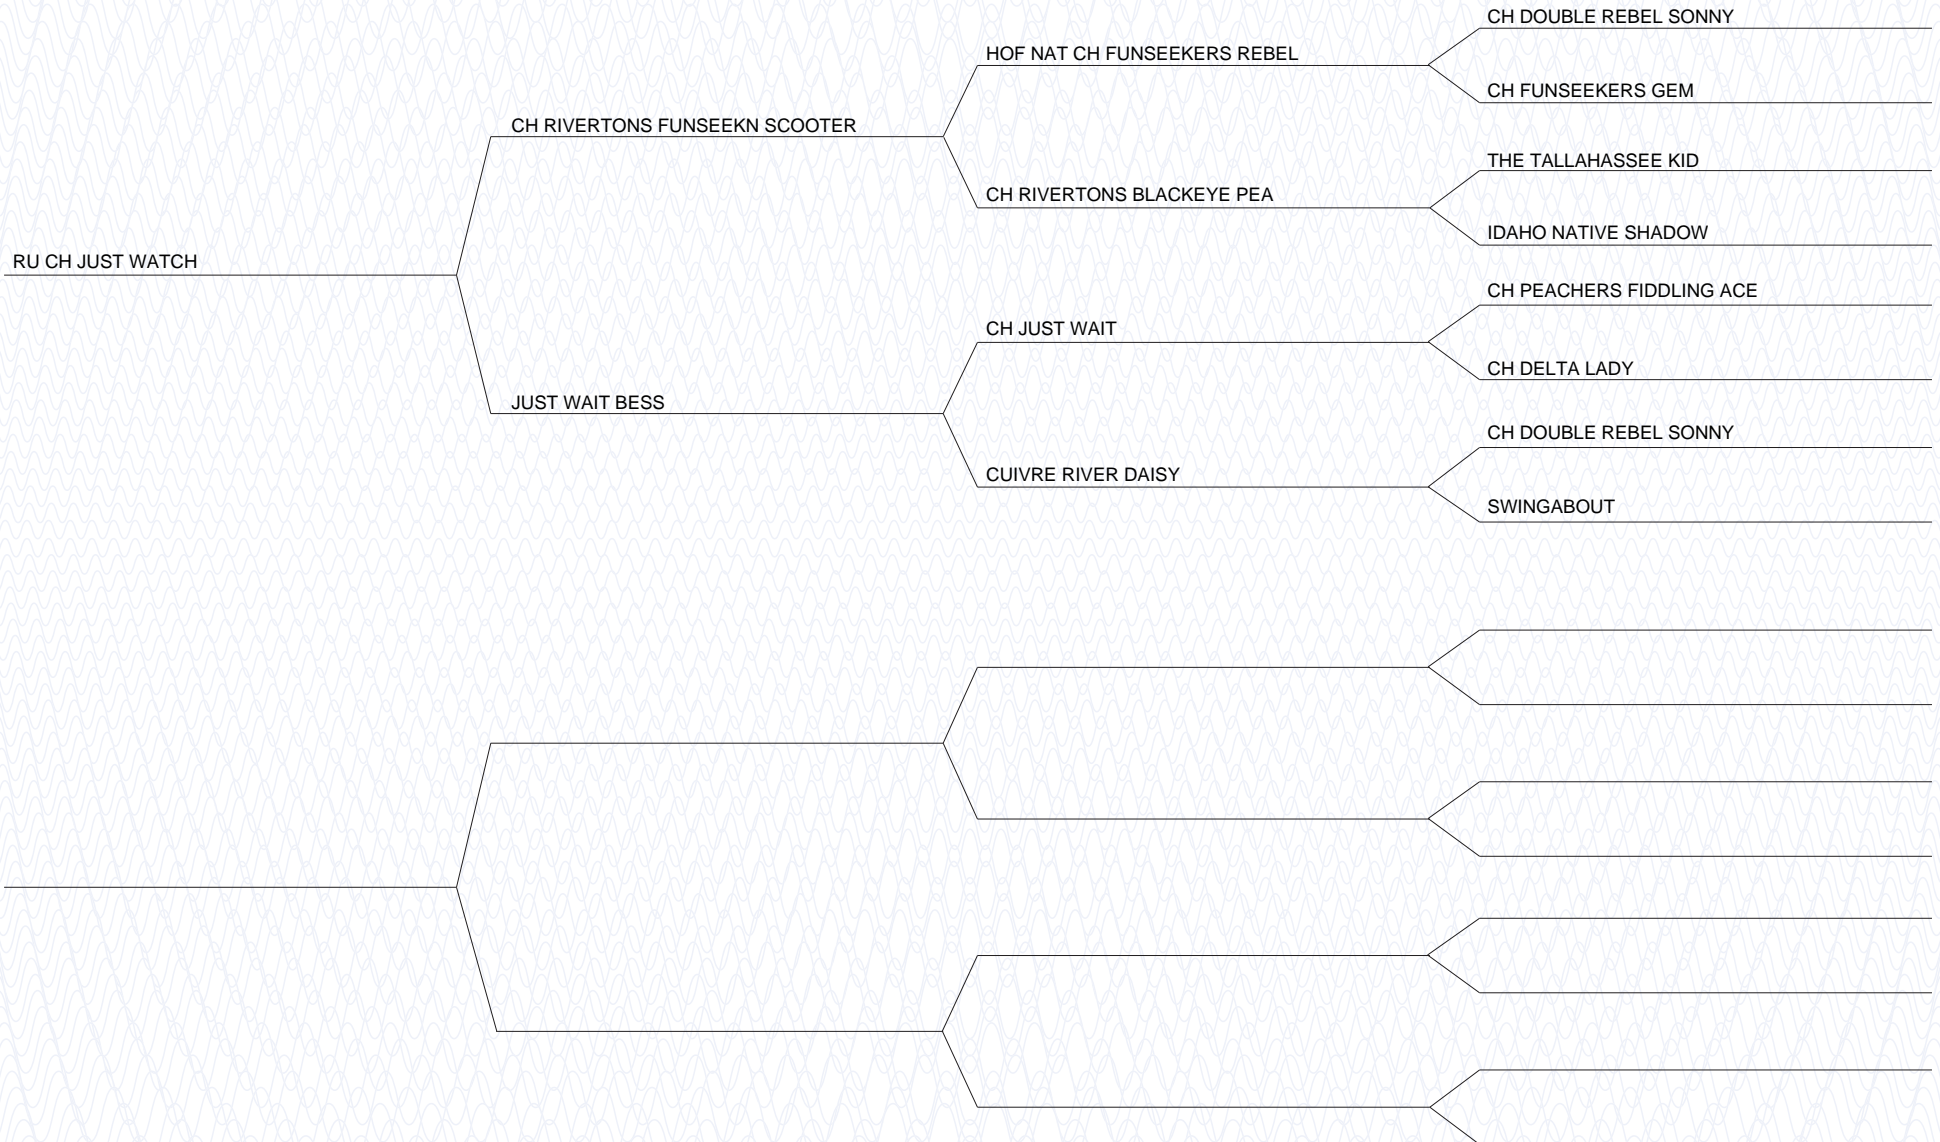 CH DOUBLE REBEL SONNY
HOF NAT CH FUNSEEKERS REBEL
CH FUNSEEKERS GEM
CH RIVERTONS FUNSEEKN SCOOTER
THE TALLAHASSEE KID
CH RIVERTONS BLACKEYE PEA
IDAHO NATIVE SHADOW
RU CH JUST WATCH
CH PEACHERS FIDDLING ACE
CH JUST WAIT
CH DELTA LADY
JUST WAIT BESS
CH DOUBLE REBEL SONNY
CUIVRE RIVER DAISY
SWINGABOUT